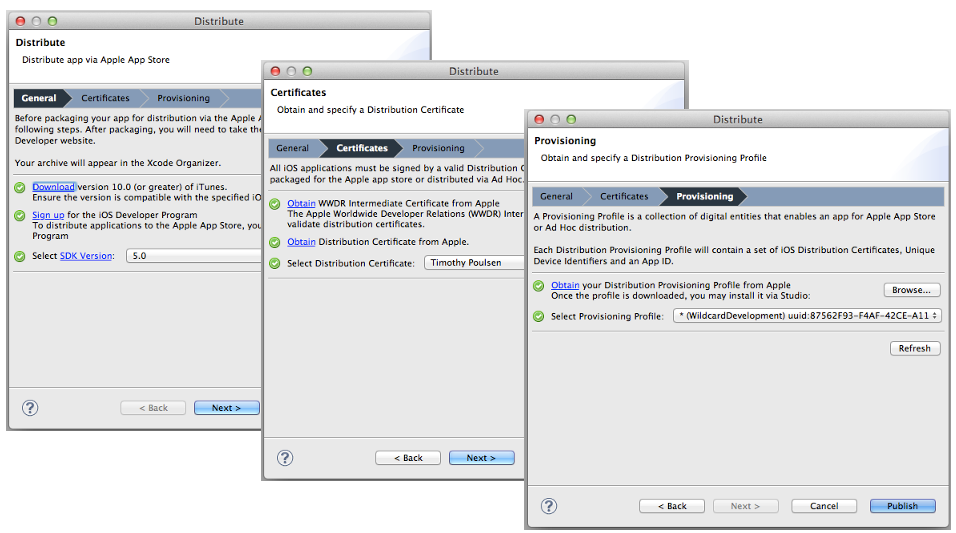 Distribute
Distribute
Distribute app via Apple App Store
General Certificates Provisioning
Before packaging your app for distribution via the Apple
following steps. After packaging, you will need to take the
Developer website.
Your archive will appear in the Xcode Organizer.
Download version 10.0 (or greater) of iTunes.
Ensure the version is compatible with the specified iO
Sign up for the iOS Developer Program
To distribute applications to the Apple App Store, you
Program
Select SDK Version: 5.0
? < Back Next >
Distribute
Certificates
Obtain and specify a Distribution Certificate
General Certificates Provisioning
All iOS applications must be signed by a valid Distribution
packaged for the Apple app store or distributed via Ad Hoc.
Obtain WWDR Intermediate Certificate from Apple
The Apple Worldwide Developer Relations (WWDR) Inter
validate distribution certificates.
Obtain Distribution Certificate from Apple.
Select Distribution Certificate: Timothy Poulsen
? < Back Next >
Distribute
Provisioning
Obtain and specify a Distribution Provisioning Profile
General Certificates Provisioning
A Provisioning Profile is a collection of digital entities that enables an app for Apple App Store
or Ad Hoc distribution.
Each Distribution Provisioning Profile will contain a set of iOS Distribution Certificates, Unique
Device Identifiers and an App ID.
Obtain your Distribution Provisioning Profile from Apple
Once the profile is downloaded, you may install it via Studio: Browse...
Select Provisioning Profile: * (WildcardDevelopment) uuid:87562F93-F4AF-42CE-A11
Refresh
? < Back Next > Cancel Publish